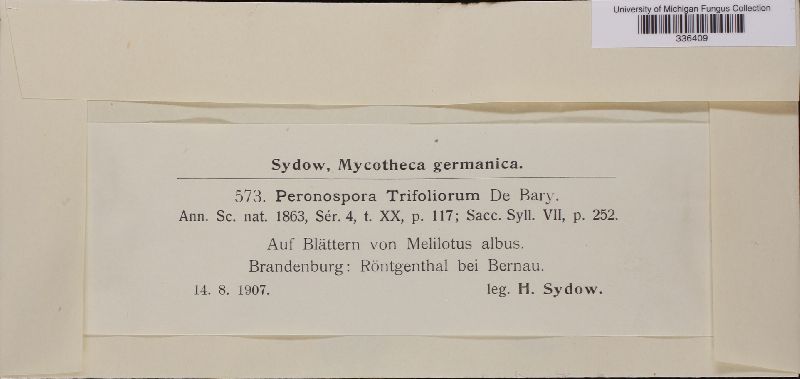 University of Michigan Fungus Collection
336409
Sydow, Mycotheca germanica.
573. Peronospora Trifoliorum De Bary.
Ann. Sc. nat. 1863, Sér. 4, t. XX, p. 117; Sacc. Syll. VII, p. 252.
Auf Blättern von Melilotus albus.
Brandenburg: Röntgenthal bei Bernau.
14. 8. 1907. leg. H. Sydow.